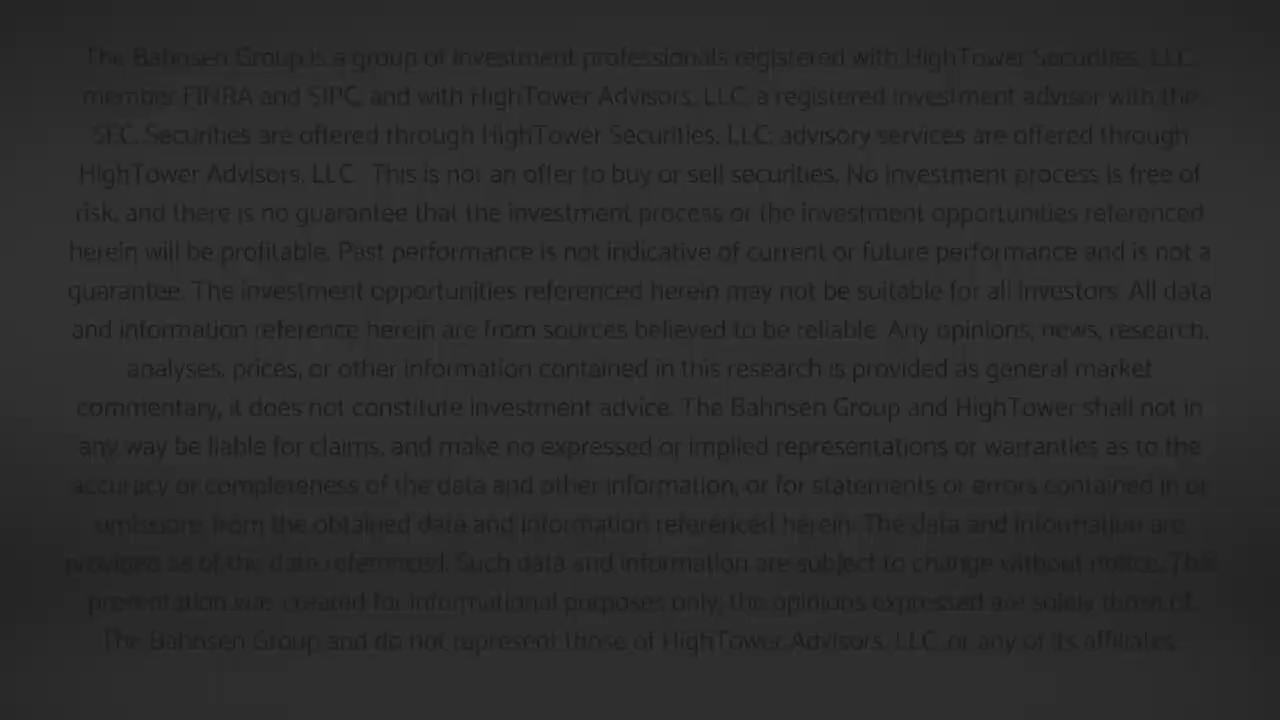 The Bahnsen Group is a group of investment professionals registered with HighTower Securities, LLC,
member FINRA and SIPC, and with HighTower Advisors, LLC, a registered investment advisor with the
SEC. Securities are offered through HighTower Securities, LLC; advisory services are offered through
HighTower Advisors, LLC. This is not an offer to buy or sell securities. No investment process is free of
risk, and there is no guarantee that the investment process or the investment opportunities referenced
herein will be profitable. Past performance is not indicative of current or future performance and is not a
guarantee. The investment opportunities referenced herein may not be suitable for all investors. All data
and information reference herein are from sources believed to be reliable. Any opinions, news, research,
analyses, prices, or other information contained in this research is provided as general market
commentary, it does not constitute investment advice. The Bahnsen Group and HighTower shall not in
any way be liable for claims, and make no expressed or implied representations or warranties as to the
accuracy or completeness of the data and other information, or for statements or errors contained in or
omissions from the obtained data and information referenced herein. The data and information are
provided as of the date referenced. Such data and information are subject to change without notice. This
presentation was created for informational purposes only; the opinions expressed are solely those of
The Bahnsen Group and do not represent those of HighTower Advisors, LLC, or any of its affiliates.